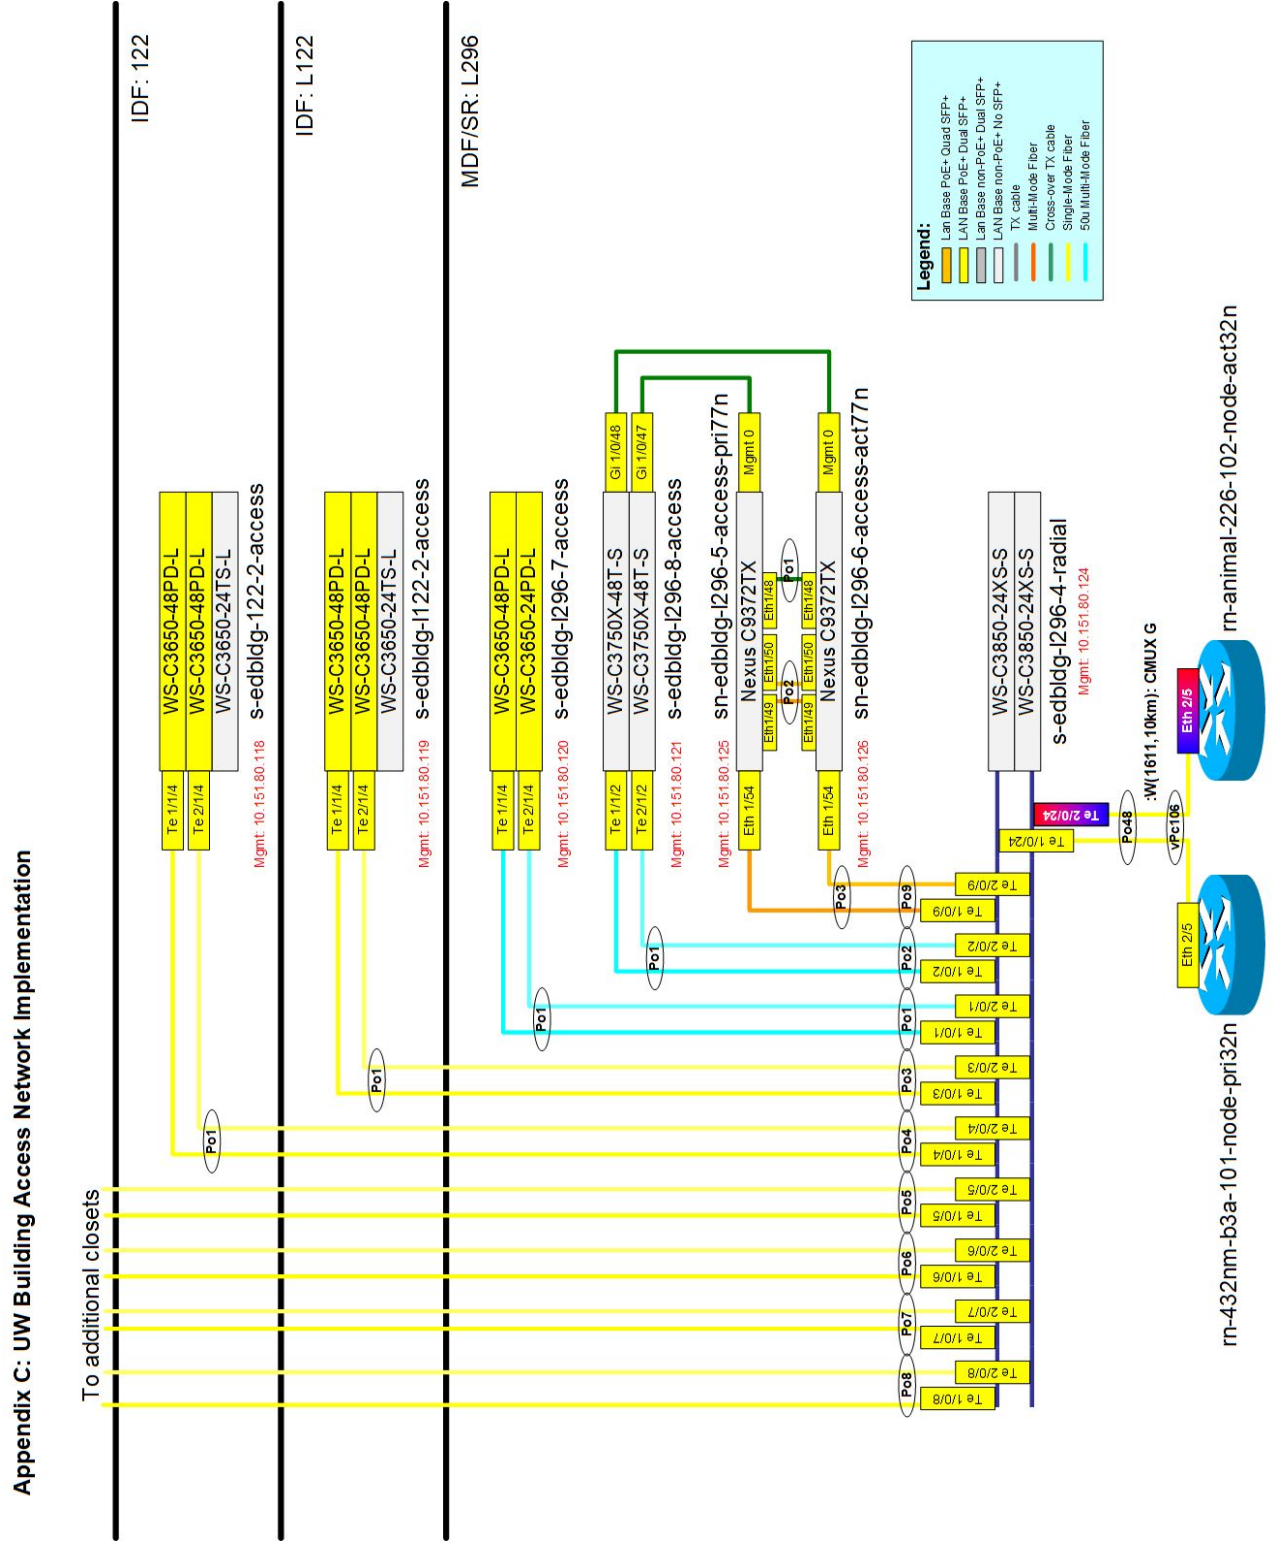 Appendix C: UW Building Access Network Implementation
To additional closets
IDF: 122
WS-C3650-48PD-L
WS-C3650-48PD-L
WS-C3650-24TS-L
Te 1/1/4
Te 2/1/4
s-edbldg-122-2-access
Mgmt: 10.151.80.118
Po1
IDF: L122
WS-C3650-48PD-L
WS-C3650-48PD-L
WS-C3650-24TS-L
Te 1/1/4
Te 2/1/4
s-edbldg-l122-2-access
Mgmt: 10.151.80.119
Po1
MDF/SR: L296
WS-C3650-48PD-L
WS-C3650-24PD-L
Te 1/1/4
Te 2/1/4
s-edbldg-l296-7-access
Mgmt: 10.151.80.120
Po1
WS-C3750X-48T-S
WS-C3750X-48T-S
Te 1/1/2
Te 2/1/2
Gi 1/0/48
Gi 1/0/47
s-edbldg-l296-8-access
Mgmt: 10.151.80.121
Po1
sn-edbldg-l296-5-access-pri77n
Mgmt: 10.151.80.125
Eth 1/54
Nexus C9372TX
Mgmt 0
Eth1/49
Eth1/50
Eth1/48
Po2
Po1
Eth1/49
Eth1/50
Eth1/48
Eth 1/54
Nexus C9372TX
Mgmt 0
sn-edbldg-l296-6-access-act77n
Mgmt: 10.151.80.126
Po3
Po8
Po7
Po6
Po5
Po4
Po3
Po1
Po2
Po9
Te 1/0/8
Te 2/0/8
Te 1/0/7
Te 2/0/7
Te 1/0/6
Te 2/0/6
Te 1/0/5
Te 2/0/5
Te 1/0/4
Te 2/0/4
Te 1/0/3
Te 2/0/3
Te 1/0/1
Te 2/0/1
Te 1/0/2
Te 2/0/2
Te 1/0/9
Te 2/0/9
Te 1/0/24
Te 2/0/24
WS-C3850-24XS-S
WS-C3850-24XS-S
s-edbldg-l296-4-radial
Mgmt: 10.151.80.124
Po48
:W(1611,10km): CMUX G
vPc106
Eth 2/5
Eth 2/5
rn-432nm-b3a-101-node-pri32n
rn-animal-226-102-node-act32n
Legend:
Lan Base PoE+ Quad SFP+
LAN Base PoE+ Dual SFP+
Lan Base non-PoE+ Dual SFP+
LAN Base non-PoE+ No SFP+
TX cable
Multi-Mode Fiber
Cross-over TX cable
Single-Mode Fiber
50u Multi-Mode Fiber